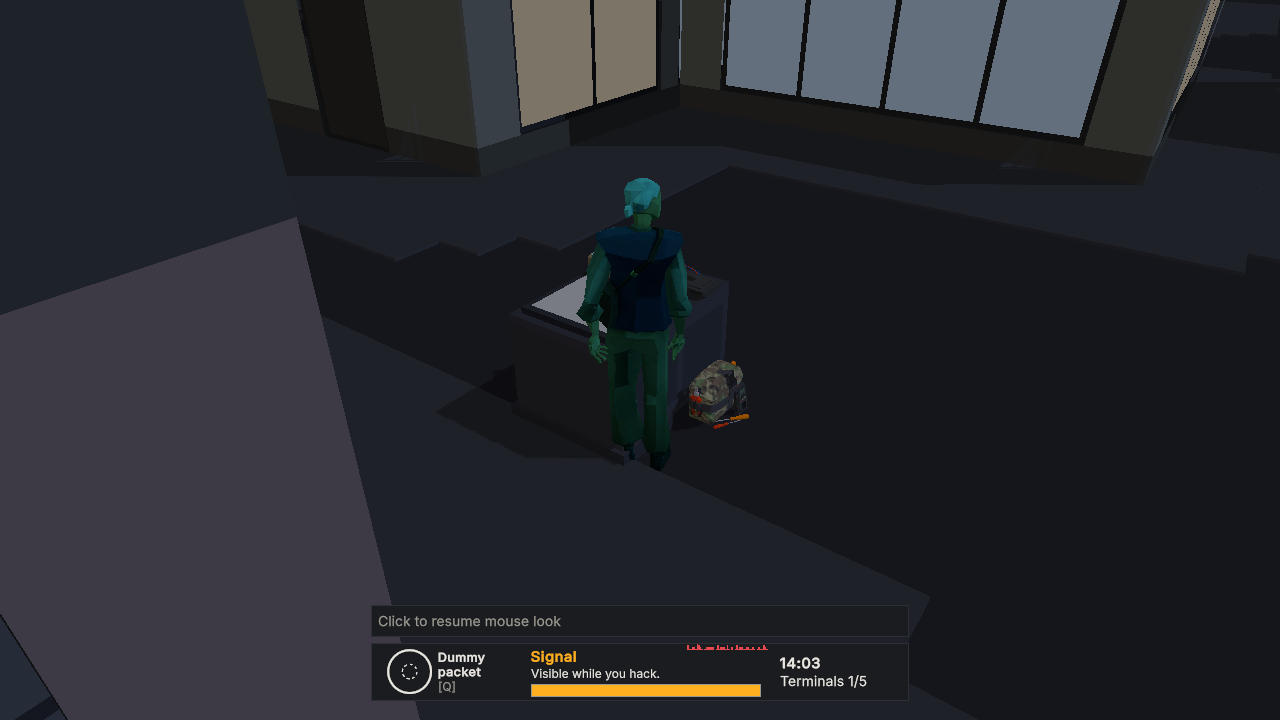 Click to resume mouse look
Dummy
packet
[Q]
Signal
Visible while you hack.
14:03
Terminals 1/5